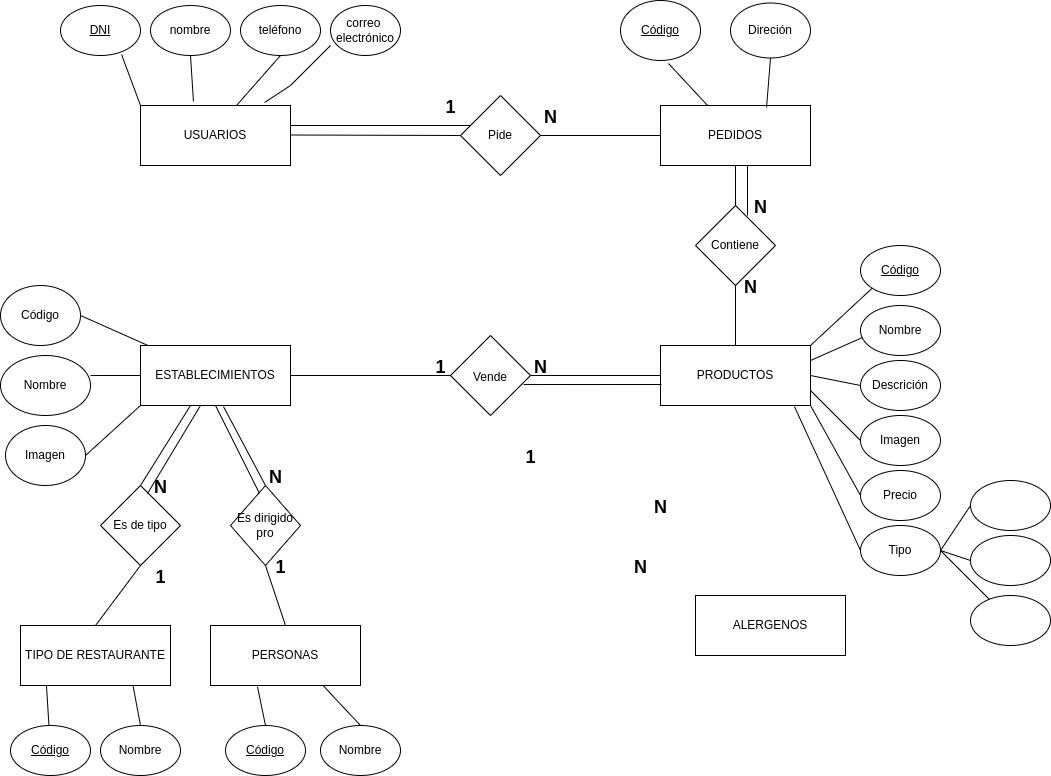 DNI
nombre
teléfono
correo
electrónico
Código
Direción
USUARIOS
1
Pide
N
PEDIDOS
N
Contiene
N
Código
Nombre
Descrición
Imagen
Precio
Tipo
Código
Nombre
Imagen
ESTABLECIMIENTOS
1
Vende
N
PRODUCTOS
N
Es de tipo
1
N
Es dirigido
pro
1
1
N
N
ALERGENOS
TIPO DE RESTAURANTE
PERSONAS
Código
Nombre
Código
Nombre